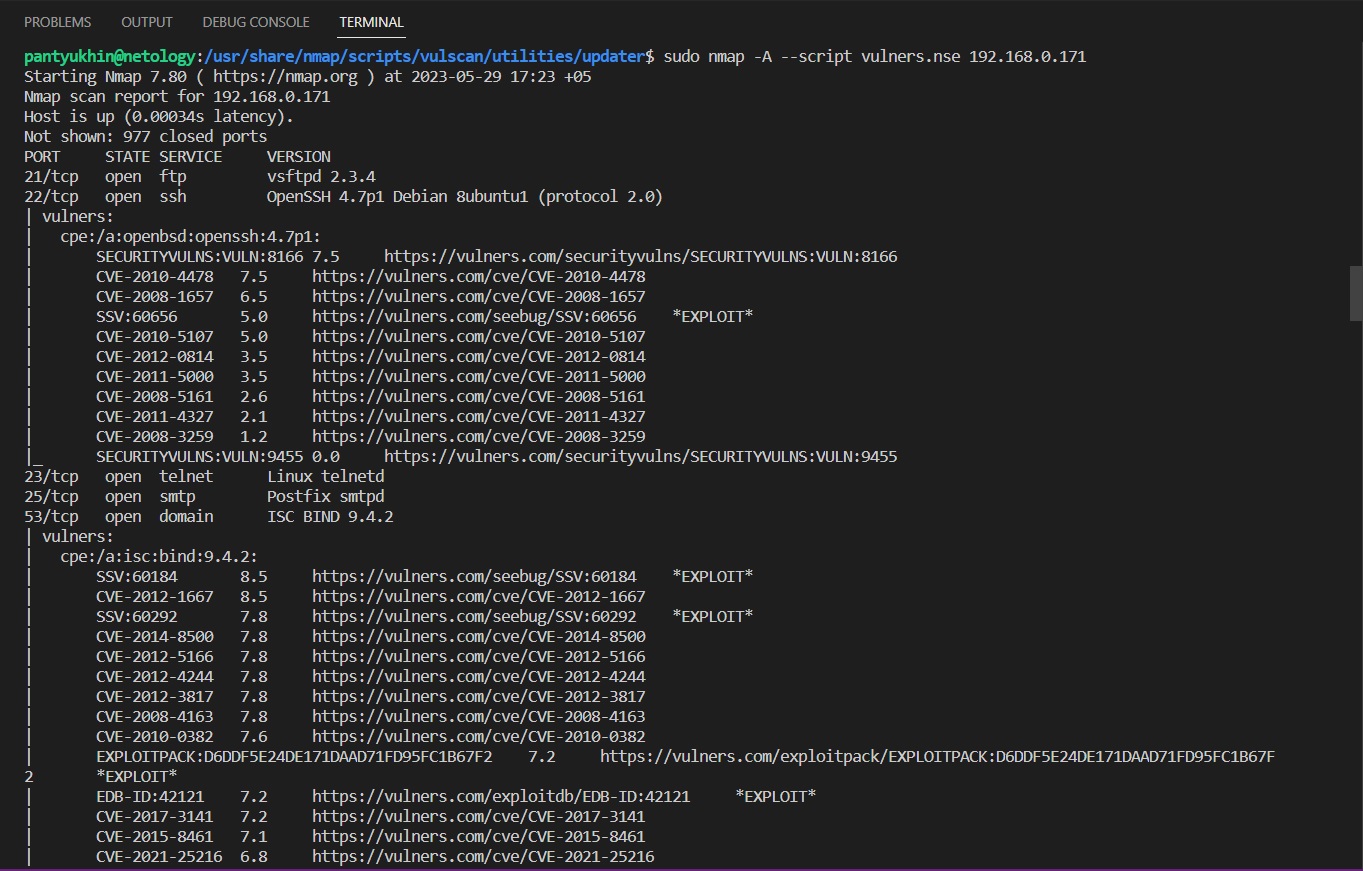 PROBLEMS OUTPUT DEBUG CONSOLE TERMINAL
pantyukhin@netology:/usr/share/nmap/scripts/vulscan/utilities/updater$ sudo nmap -A --script vulners.nse 192.168.0.171
Starting Nmap 7.80 ( https://nmap.org ) at 2023-05-29 17:23 +05
Nmap scan report for 192.168.0.171
Host is up (0.00034s latency).
Not shown: 977 closed ports
PORT     STATE SERVICE     VERSION
21/tcp   open  ftp         vsftpd 2.3.4
22/tcp   open  ssh         OpenSSH 4.7p1 Debian 8ubuntu1 (protocol 2.0)
| vulners:
|   cpe:/a:openbsd:openssh:4.7p1:
|       SECURITYVULNS:VULN:8166 7.5     https://vulners.com/securityvulns/SECURITYVULNS:VULN:8166
|       CVE-2010-4478   7.5     https://vulners.com/cve/CVE-2010-4478
|       CVE-2008-1657   6.5     https://vulners.com/cve/CVE-2008-1657
|       SSV:60656       5.0     https://vulners.com/seebug/SSV:60656    *EXPLOIT*
|       CVE-2010-5107   5.0     https://vulners.com/cve/CVE-2010-5107
|       CVE-2012-0814   3.5     https://vulners.com/cve/CVE-2012-0814
|       CVE-2011-5000   3.5     https://vulners.com/cve/CVE-2011-5000
|       CVE-2008-5161   2.6     https://vulners.com/cve/CVE-2008-5161
|       CVE-2011-4327   2.1     https://vulners.com/cve/CVE-2011-4327
|       CVE-2008-3259   1.2     https://vulners.com/cve/CVE-2008-3259
|_      SECURITYVULNS:VULN:9455 0.0     https://vulners.com/securityvulns/SECURITYVULNS:VULN:9455
23/tcp   open  telnet      Linux telnetd
25/tcp   open  smtp        Postfix smtpd
53/tcp   open  domain      ISC BIND 9.4.2
| vulners:
|   cpe:/a:isc:bind:9.4.2:
|       SSV:60184       8.5     https://vulners.com/seebug/SSV:60184    *EXPLOIT*
|       CVE-2012-1667   8.5     https://vulners.com/cve/CVE-2012-1667
|       SSV:60292       7.8     https://vulners.com/seebug/SSV:60292    *EXPLOIT*
|       CVE-2014-8500   7.8     https://vulners.com/cve/CVE-2014-8500
|       CVE-2012-5166   7.8     https://vulners.com/cve/CVE-2012-5166
|       CVE-2012-4244   7.8     https://vulners.com/cve/CVE-2012-4244
|       CVE-2012-3817   7.8     https://vulners.com/cve/CVE-2012-3817
|       CVE-2008-4163   7.8     https://vulners.com/cve/CVE-2008-4163
|       CVE-2010-0382   7.6     https://vulners.com/cve/CVE-2010-0382
|       EXPLOITPACK:D6DDF5E24DE171DAAD71FD95FC1B67F2    7.2     https://vulners.com/exploitpack/EXPLOITPACK:D6DDF5E24DE171DAAD71FD95FC1B67F
2       *EXPLOIT*
|       EDB-ID:42121    7.2     https://vulners.com/exploitdb/EDB-ID:42121     *EXPLOIT*
|       CVE-2017-3141   7.2     https://vulners.com/cve/CVE-2017-3141
|       CVE-2015-8461   7.1     https://vulners.com/cve/CVE-2015-8461
|       CVE-2021-25216  6.8     https://vulners.com/cve/CVE-2021-25216